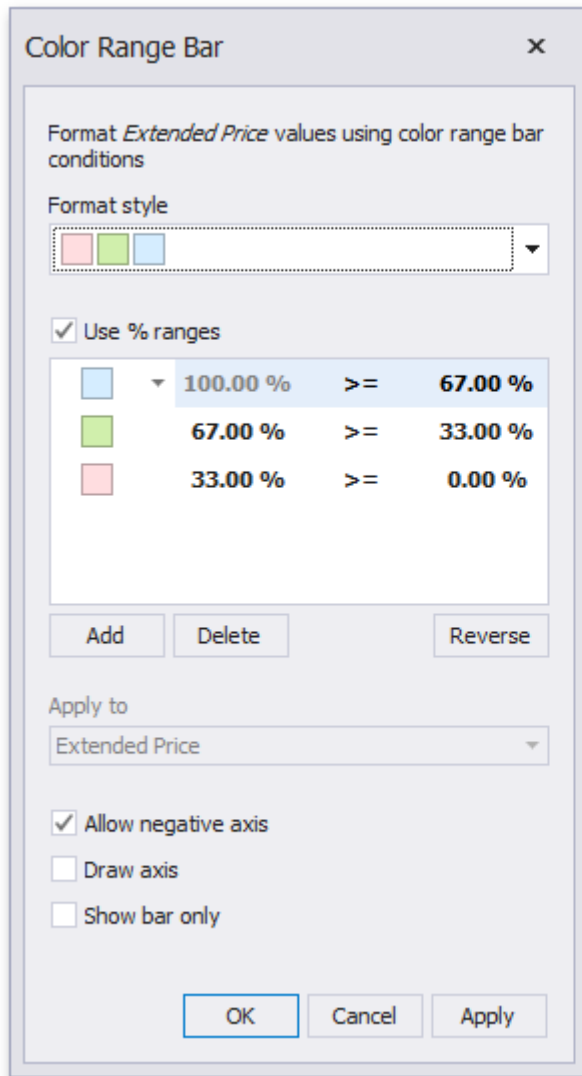 Color Range Bar
Format Extended Price values using color range bar
conditions
Format style
Use % ranges
100.00 % >= 67.00 %
67.00 % >= 33.00 %
33.00 % >= 0.00 %
Add Delete Reverse
Apply to
Extended Price
Allow negative axis
Draw axis
Show bar only
OK Cancel Apply